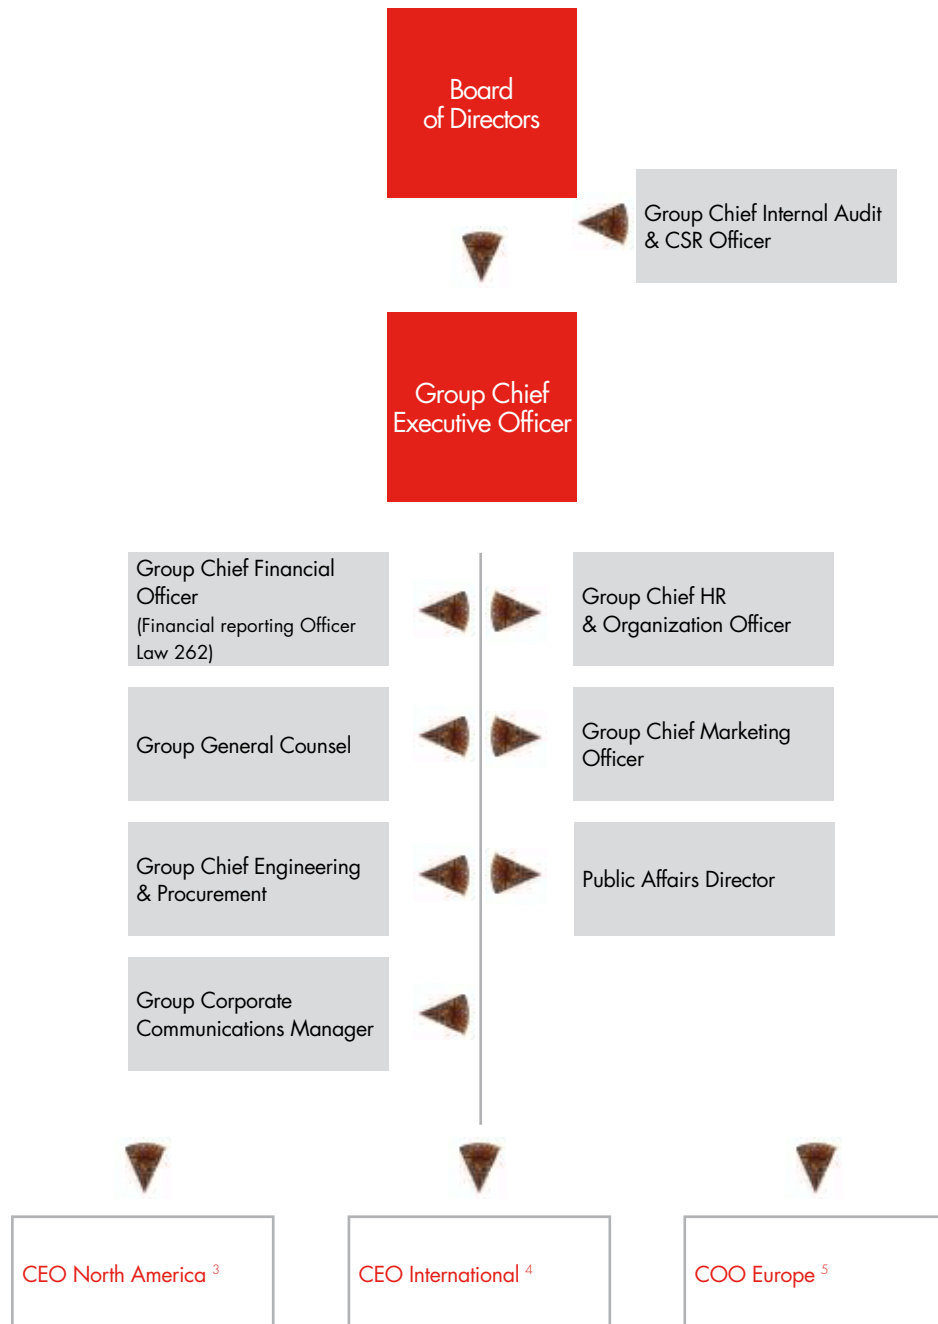 Board
of Directors
Group Chief Internal Audit
& CSR Officer
Group Chief
Executive Officer
Group Chief Financial
Officer
(Financial reporting Officer
Law 262)
Group Chief HR
& Organization Officer
Group General Counsel
Group Chief Marketing
Officer
Group Chief Engineering
& Procurement
Public Affairs Director
Group Corporate
Communications Manager
CEO North America 3
CEO International 4
COO Europe 5